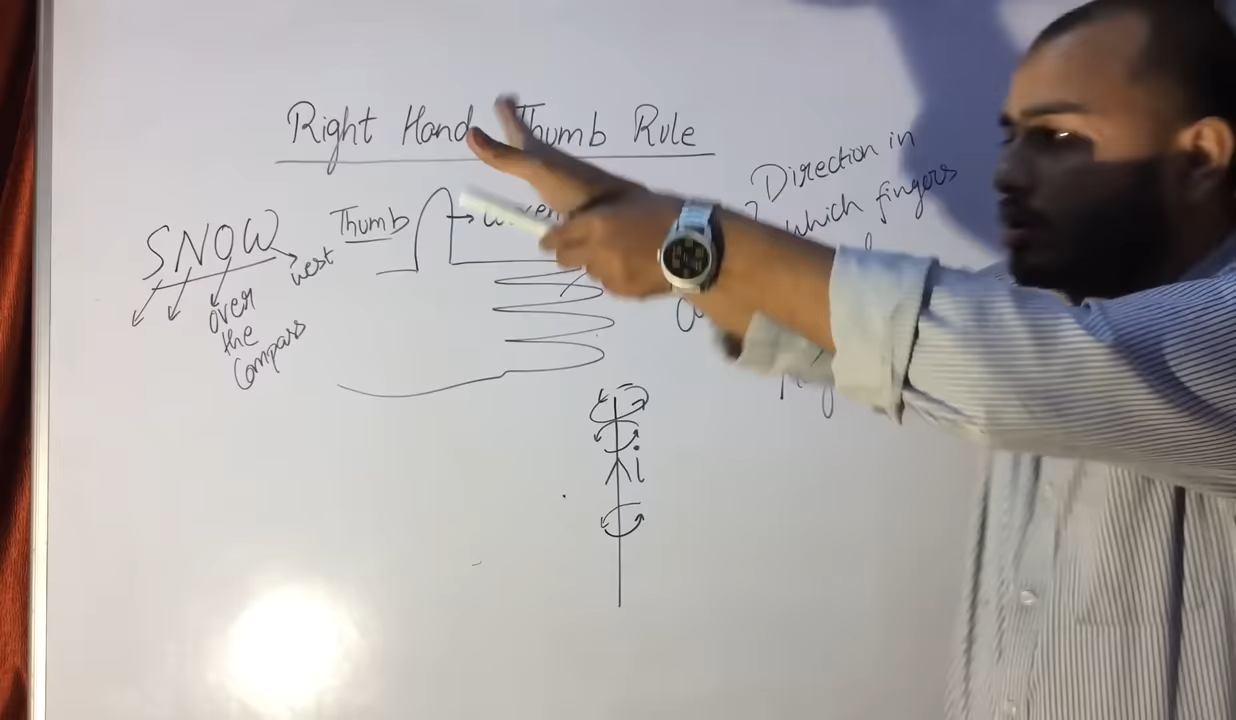 Right Hand Thumb Rule
SNOW
west
over
the
Compass
Thumb
Direction in
which fingers
i